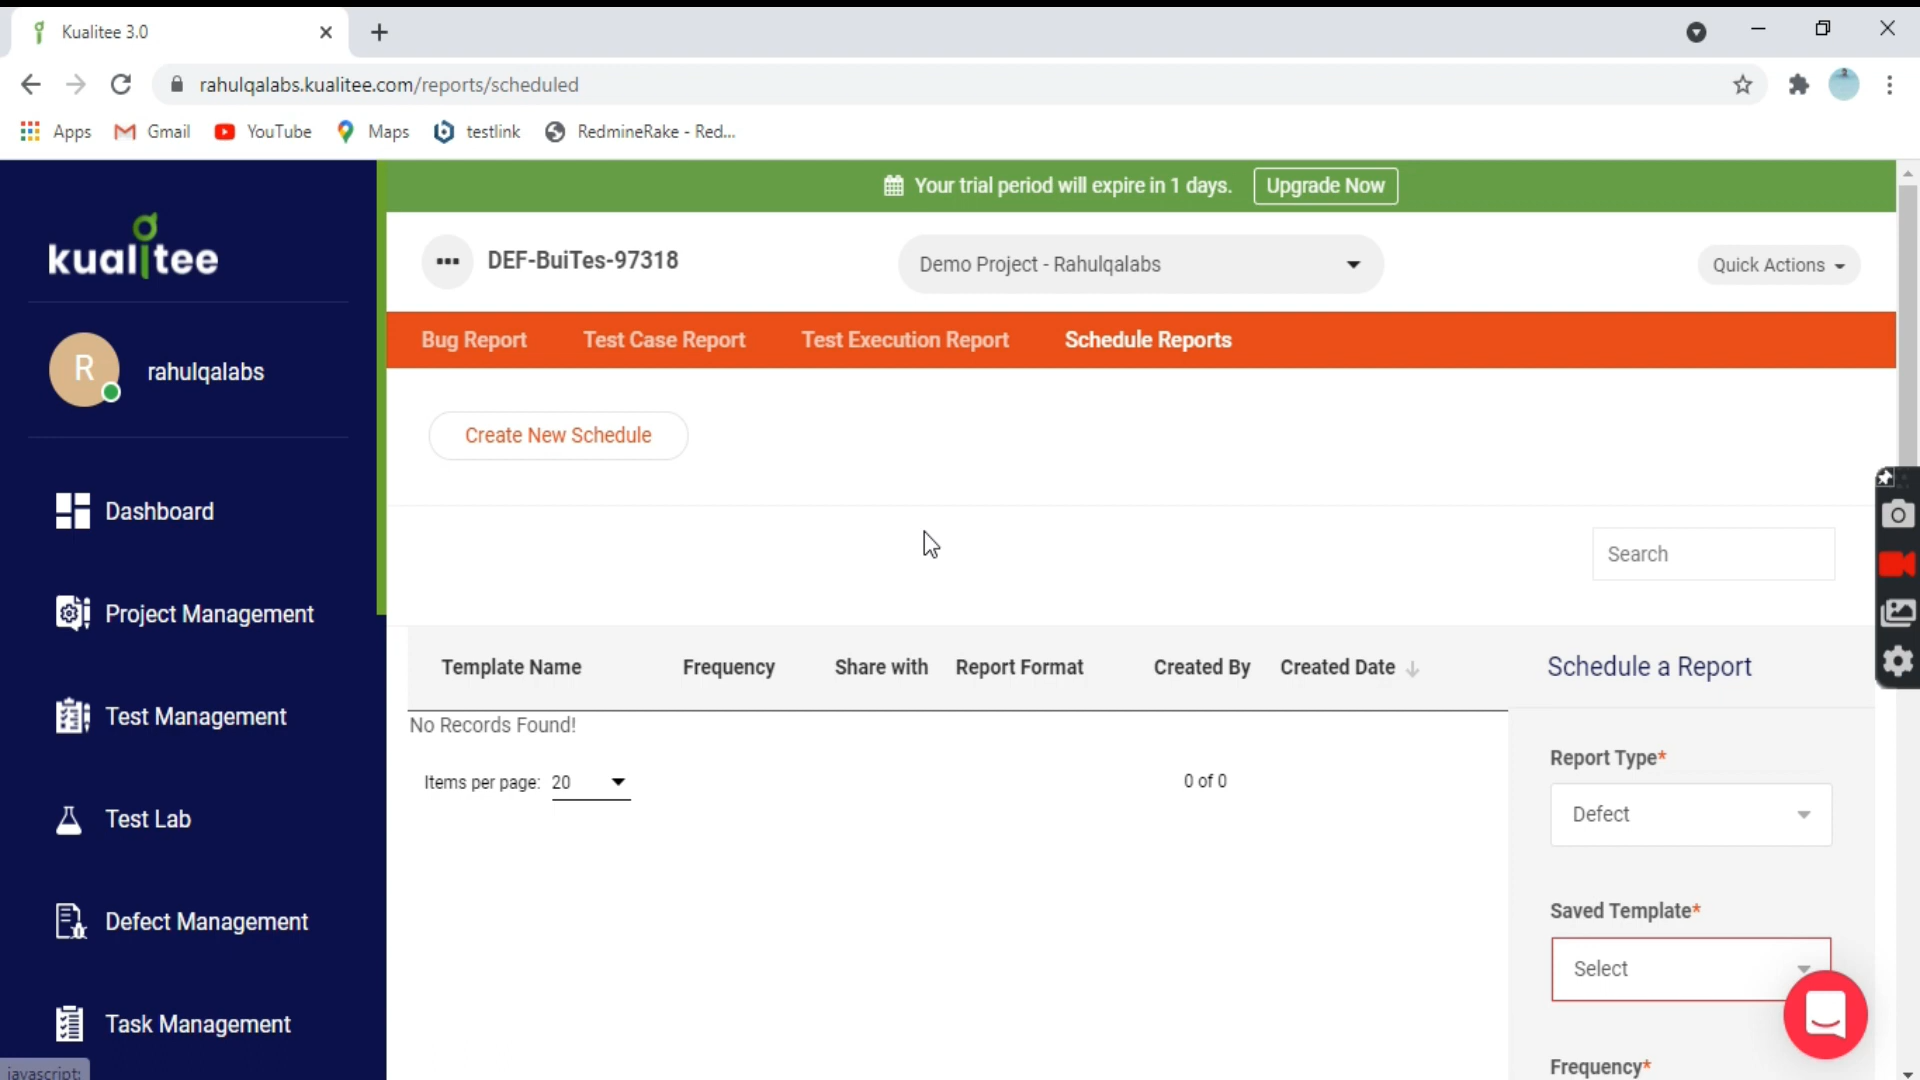 Kualitee 3.0
rahulqalabs.kualitee.com/reports/scheduled
Apps Gmail YouTube Maps testlink RedmineRake - Red...
Your trial period will expire in 1 days. Upgrade Now
kualitee
DEF-BuiTes-97318 Demo Project - Rahulqalabs Quick Actions
Bug Report Test Case Report Test Execution Report Schedule Reports
R rahulqalabs
Create New Schedule
Dashboard
Search
Project Management
Template Name Frequency Share with Report Format Created By Created Date Schedule a Report
Test Management
No Records Found!
Report Type*
Items per page: 20 0 of 0
Defect
Test Lab
Saved Template*
Defect Management
Select
Task Management
Frequency*
javascript: